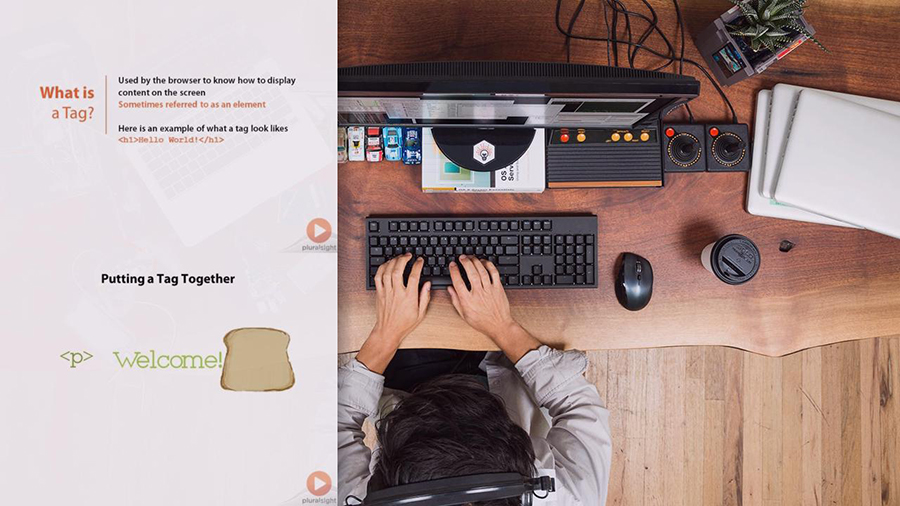 What is
a Tag?
Used by the browser to know how to display
content on the screen
Sometimes referred to as an element
Here is an example of what a tag look likes
<h1>Hello World!</h1>
pluralsight
Putting a Tag Together
<p> Welcome!
pluralsight